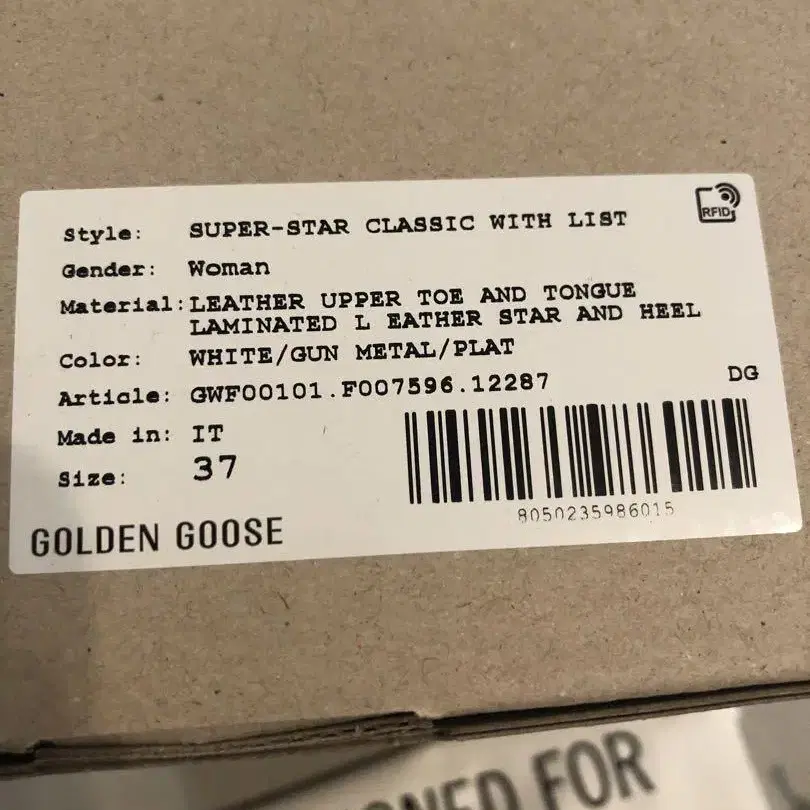 RFID
Style: SUPER-STAR CLASSIC WITH LIST
Gender: Woman
Material: LEATHER UPPER TOE AND TONGUE
LAMINATED L EATHER STAR AND HEEL
Color: WHITE/GUN METAL/PLAT
Article: GWF00101.F007596.12287
DG
Made in: IT
Size: 37
8050235986015
GOLDEN GOOSE
FOR